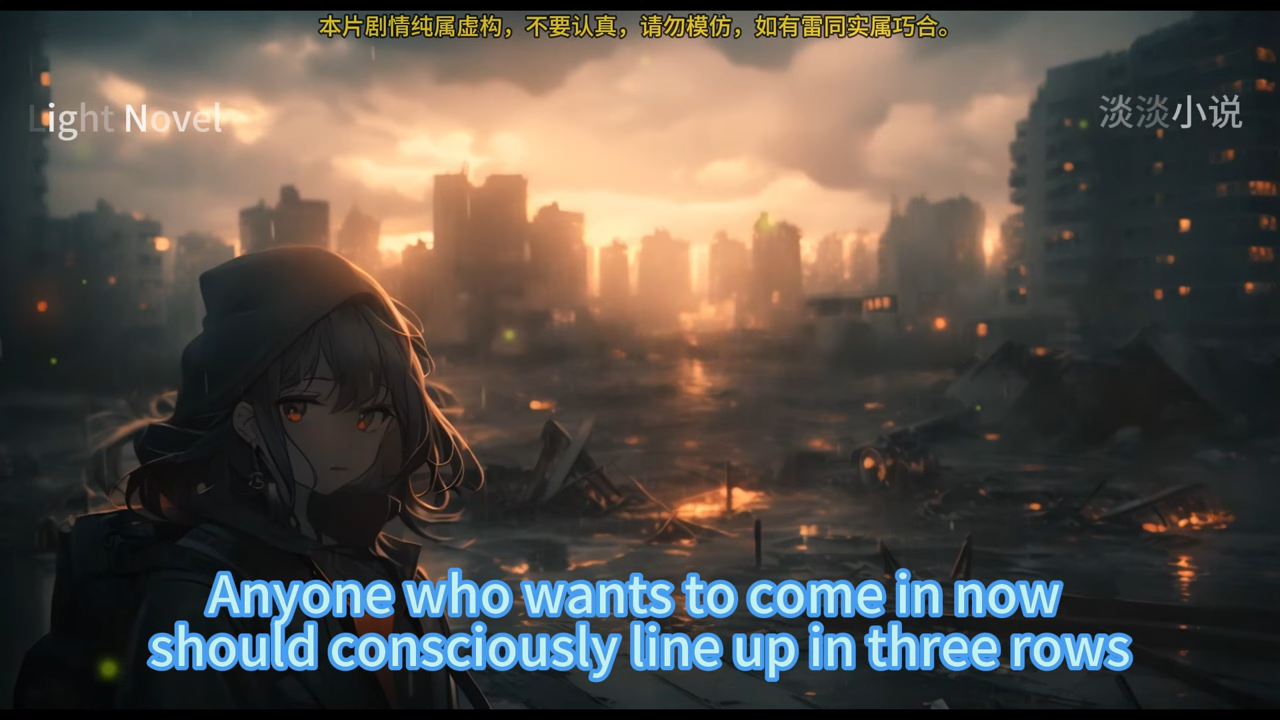 本片剧情纯属虚构，不要认真，请勿模仿，如有雷同实属巧合。
Light Novel
淡淡小说
Anyone who wants to come in now
should consciously line up in three rows